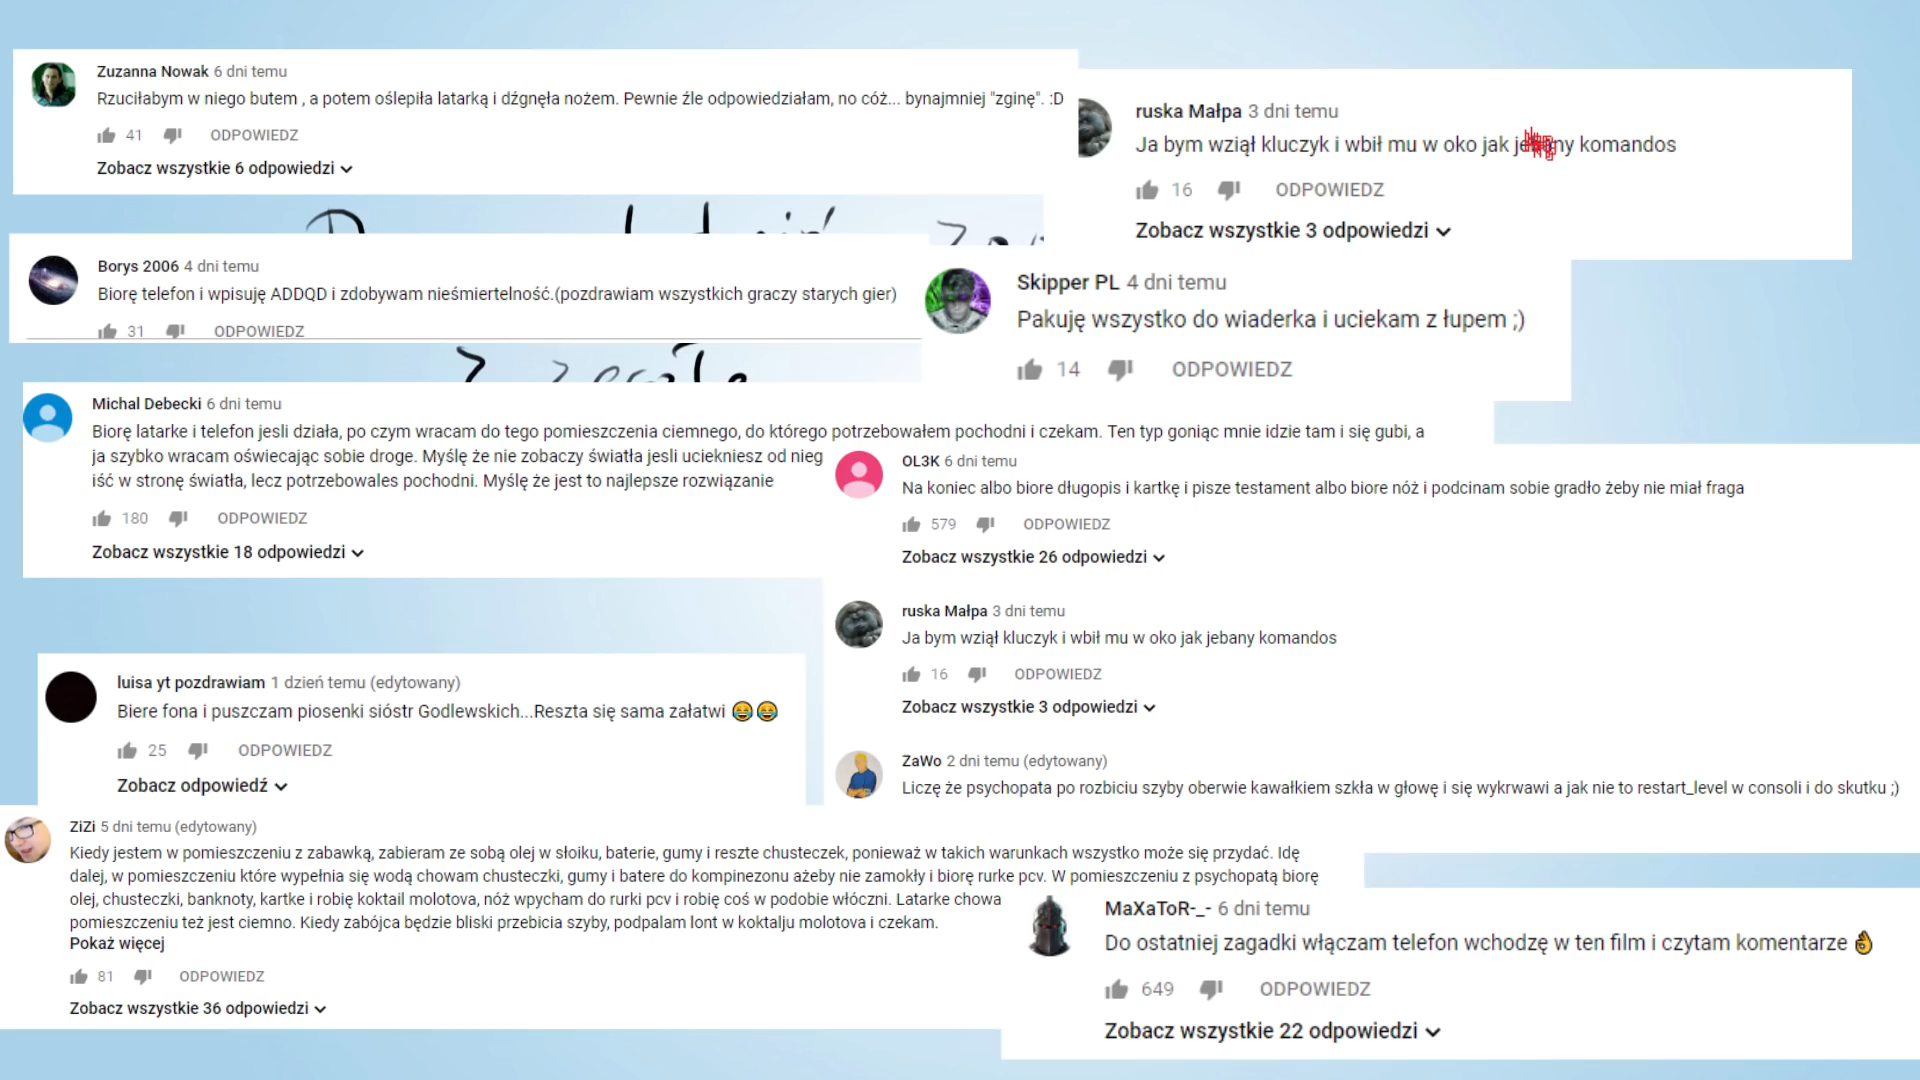 Zuzanna Nowak 6 dni temu
Rzuciłabym w niego butem , a potem oślepiła latarką i dźgnęła nożem. Pewnie źle odpowiedziałam, no cóż... bynajmniej "zginę". :D
41 ODPOWIEDZ
Zobacz wszystkie 6 odpowiedzi
ruska Małpa 3 dni temu
Ja bym wziął kluczyk i wbił mu w oko jak komandos
16 ODPOWIEDZ
Zobacz wszystkie 3 odpowiedzi
Borys 2006 4 dni temu
Biorę telefon i wpisuję ADDQD i zdobywam nieśmiertelność.(pozdrawiam wszystkich graczy starych gier)
31 ODPOWIEDZ
Skipper PL 4 dni temu
Pakuję wszystko do wiaderka i uciekam z łupem ;)
14 ODPOWIEDZ
Michal Debecki 6 dni temu
Biorę latarke i telefon jesli działa, po czym wracam do tego pomieszczenia ciemnego, do którego potrzebowałem pochodni i czekam. Ten typ goniąc mnie idzie tam i się gubi, a
ja szybko wracam oświecając sobie droge. Myślę że nie zobaczy światła jesli uciekniesz od nieg
iść w stronę światła, lecz potrzebowales pochodni. Myślę że jest to najlepsze rozwiązanie
180 ODPOWIEDZ
Zobacz wszystkie 18 odpowiedzi
OL3K 6 dni temu
Na koniec albo biore długopis i kartkę i pisze testament albo biore nóż i podcinam sobie gradło żeby nie miał fraga
579 ODPOWIEDZ
Zobacz wszystkie 26 odpowiedzi
ruska Małpa 3 dni temu
Ja bym wziął kluczyk i wbił mu w oko jak jebany komandos
16 ODPOWIEDZ
Zobacz wszystkie 3 odpowiedzi
luisa yt pozdrawiam 1 dzień temu (edytowany)
Biere fona i puszczam piosenki sióstr Godlewskich...Reszta się sama załatwi 😂😂
25 ODPOWIEDZ
Zobacz odpowiedź
ZaWo 2 dni temu (edytowany)
Liczę że psychopata po rozbiciu szyby oberwie kawałkiem szkła w głowę i się wykrwawi a jak nie to restart_level w consoli i do skutku ;)
ZiZi 5 dni temu (edytowany)
Kiedy jestem w pomieszczeniu z zabawką, zabieram ze sobą olej w słoiku, baterie, gumy i reszte chusteczek, ponieważ w takich warunkach wszystko może się przydać. Idę
dalej, w pomieszczeniu które wypełnia się wodą chowam chusteczki, gumy i batere do kompinezonu ażeby nie zamokły i biorę rurke pcv. W pomieszczeniu z psychopatą biorę
olej, chusteczki, banknoty, kartke i robię koktail molotova, nóż wpycham do rurki pcv i robię coś w podobie włóczni. Latarke chowa
pomieszczeniu też jest ciemno. Kiedy zabójca będzie bliski przebicia szyby, podpalam lont w koktalju molotova i czekam.
Pokaż więcej
81 ODPOWIEDZ
Zobacz wszystkie 36 odpowiedzi
MaXaToR-_- 6 dni temu
Do ostatniej zagadki włączam telefon wchodzę w ten film i czytam komentarze 👌
649 ODPOWIEDZ
Zobacz wszystkie 22 odpowiedzi